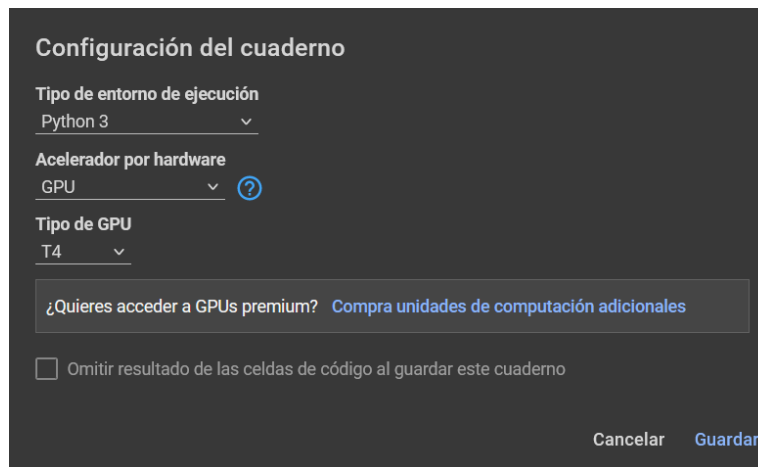 Configuración del cuaderno
Tipo de entorno de ejecución
Python 3
Acelerador por hardware
GPU
?
Tipo de GPU
T4
¿Quieres acceder a GPUs premium? Compra unidades de computación adicionales
Omitir resultado de las celdas de código al guardar este cuaderno
Cancelar Guardar